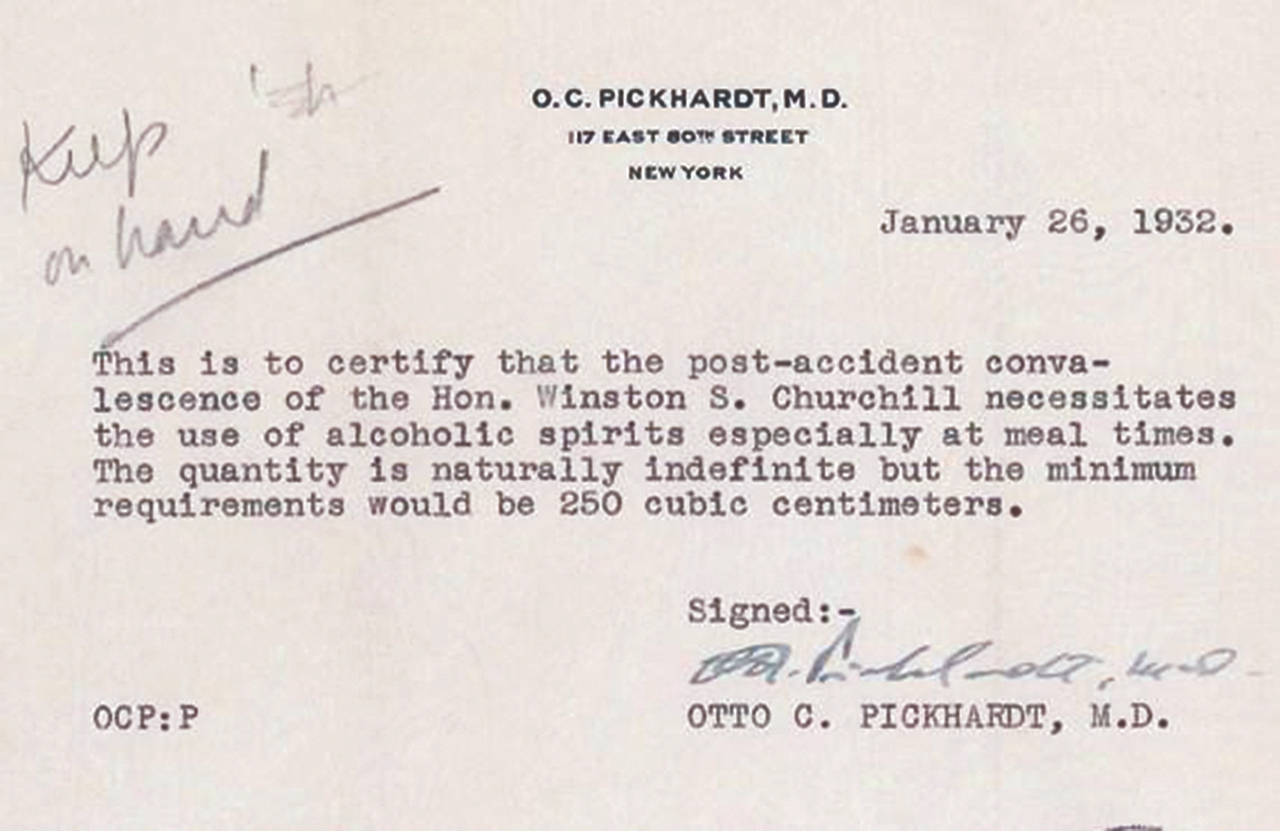 Keep
on hand
O. C. PICKHARDT, M. D.
117 EAST 80TH STREET
NEW YORK
January 26, 1932.
This is to certify that the post-accident conva-
lescence of the Hon. Winston S. Churchill necessitates
the use of alcoholic spirits especially at meal times.
The quantity is naturally indefinite but the minimum
requirements would be 250 cubic centimeters.
Signed:-
Pickhardt, M.D.
OCP:P
OTTO C. PICKHARDT, M.D.